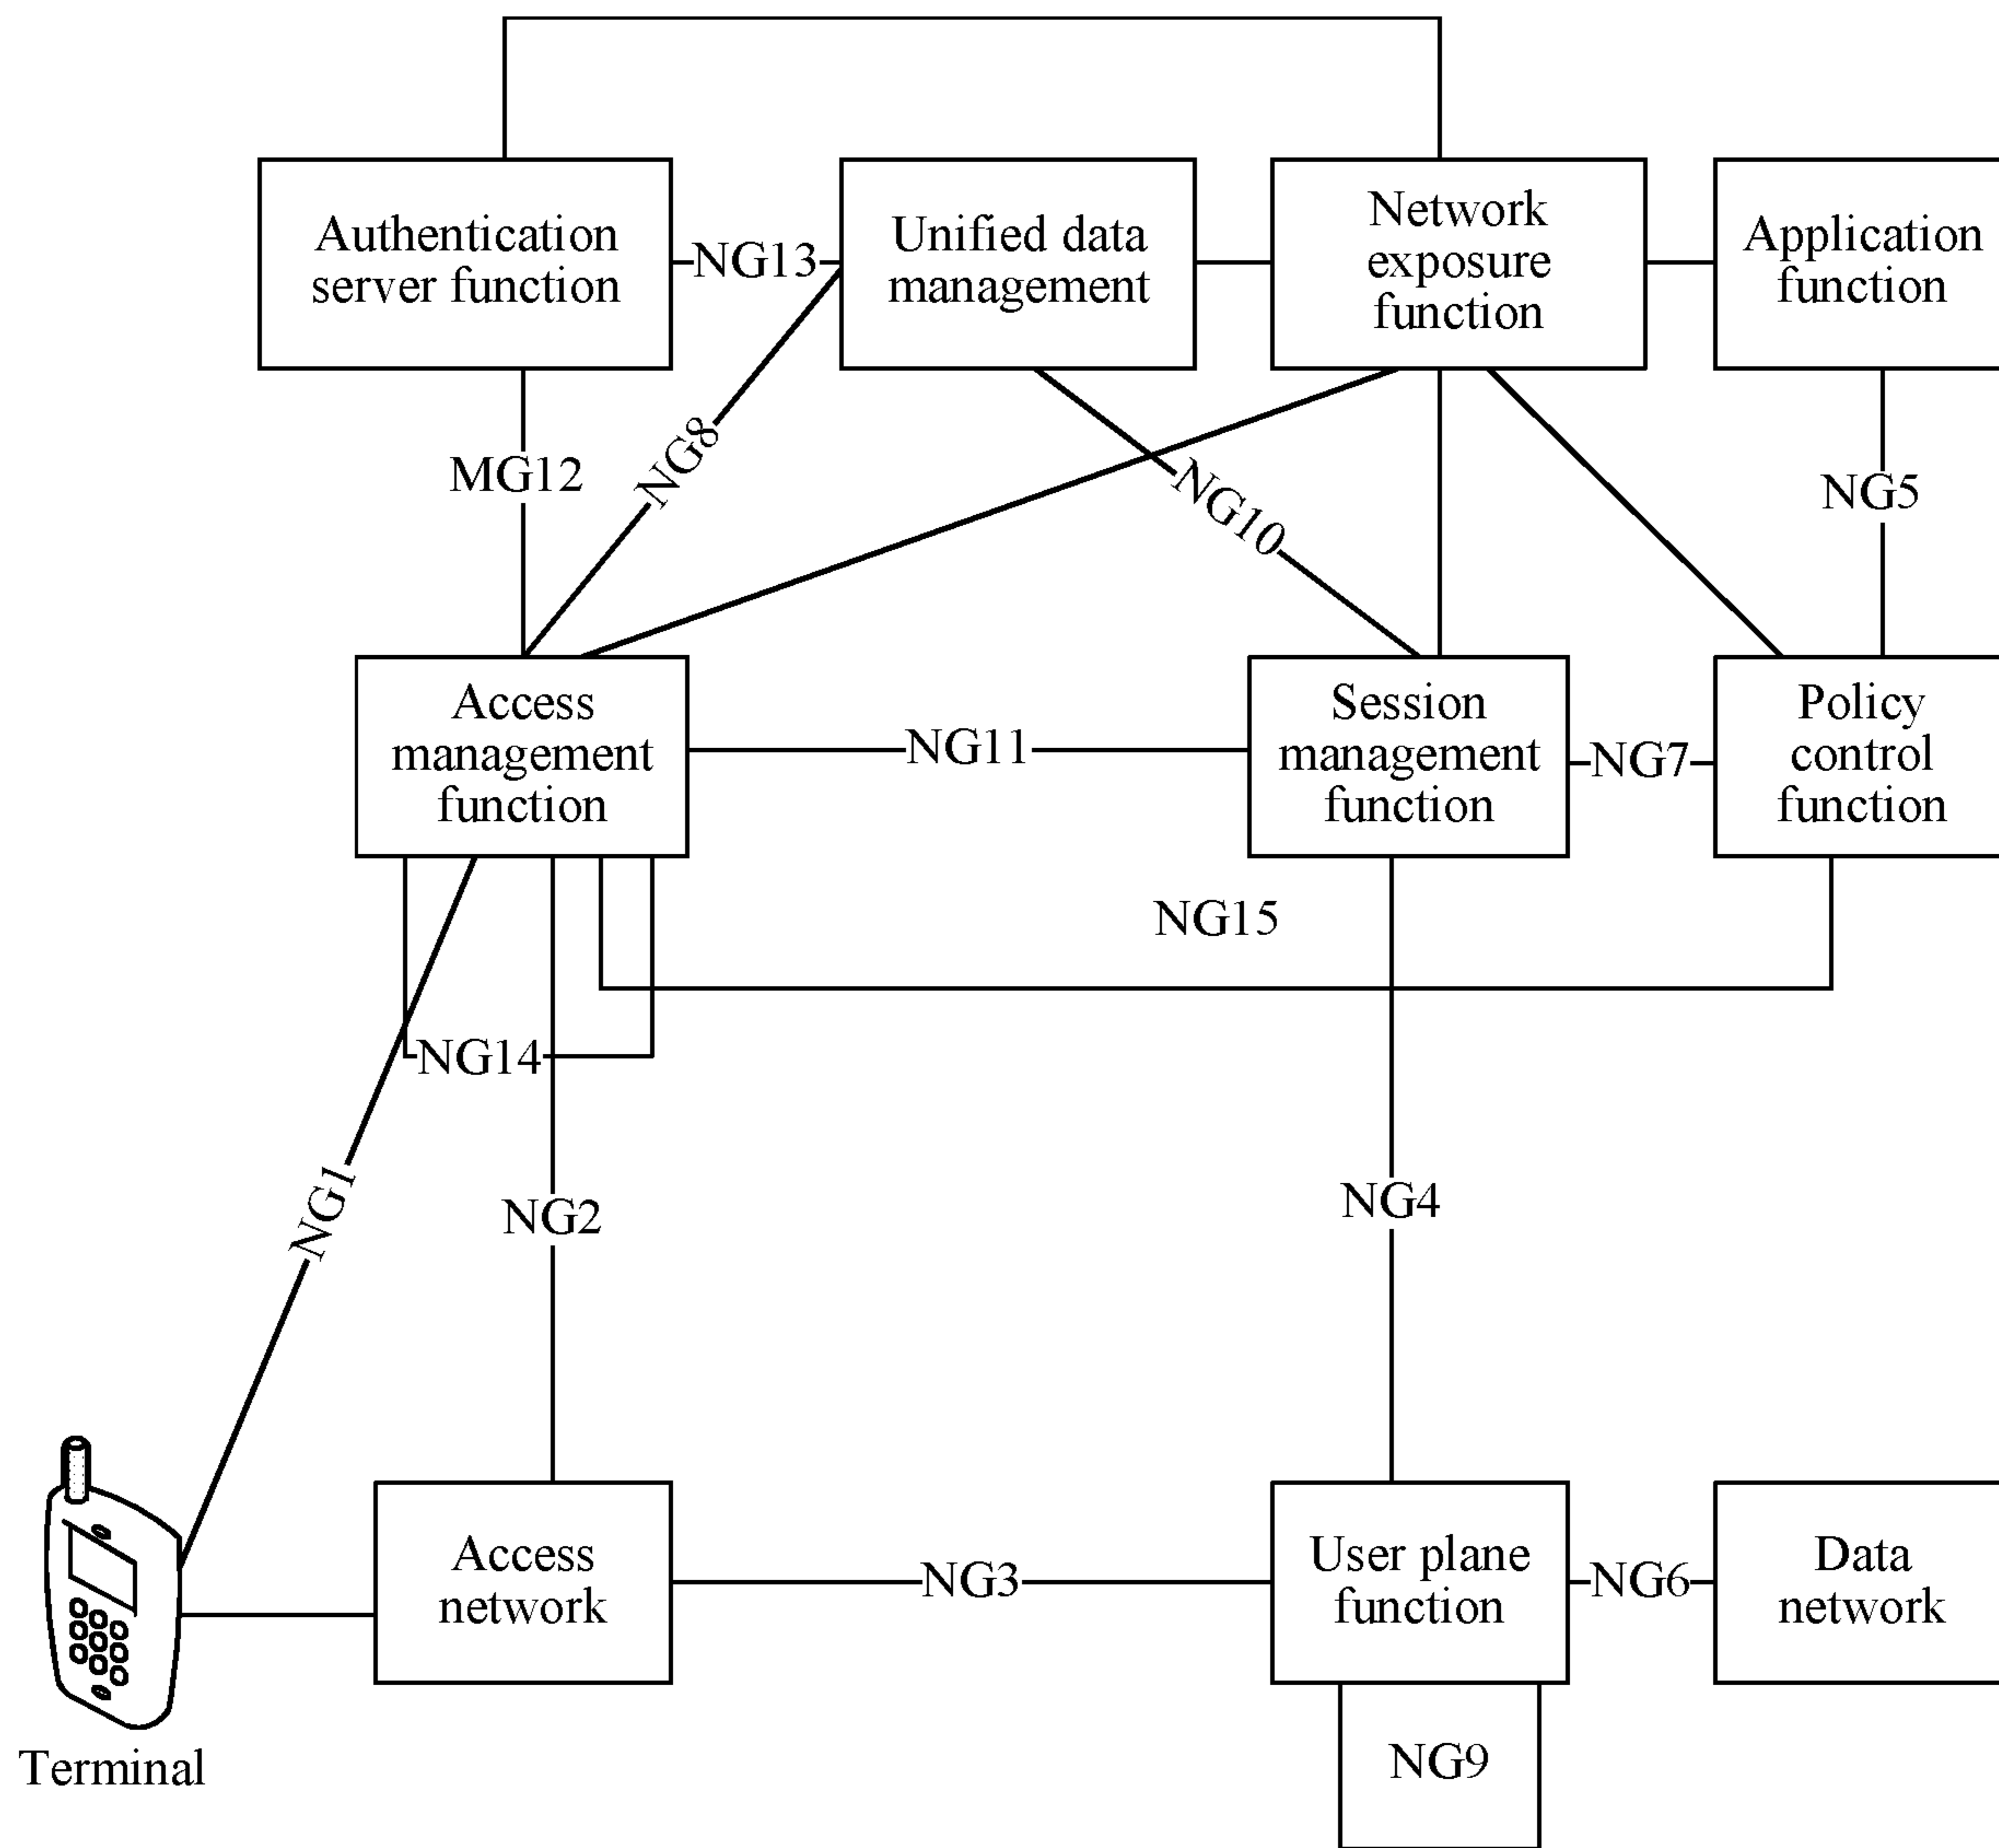 Authentication
server function
NG13
Unified data
management
Network
exposure
function
Application
function
MG12
NG8
NG10
NG5
Access
management
function
NG11
Session
management
function
NG7
Policy
control
function
NG15
NG14
NG1
NG2
NG4
Access
network
NG3
User plane
function
NG6
Data
network
Terminal
NG9